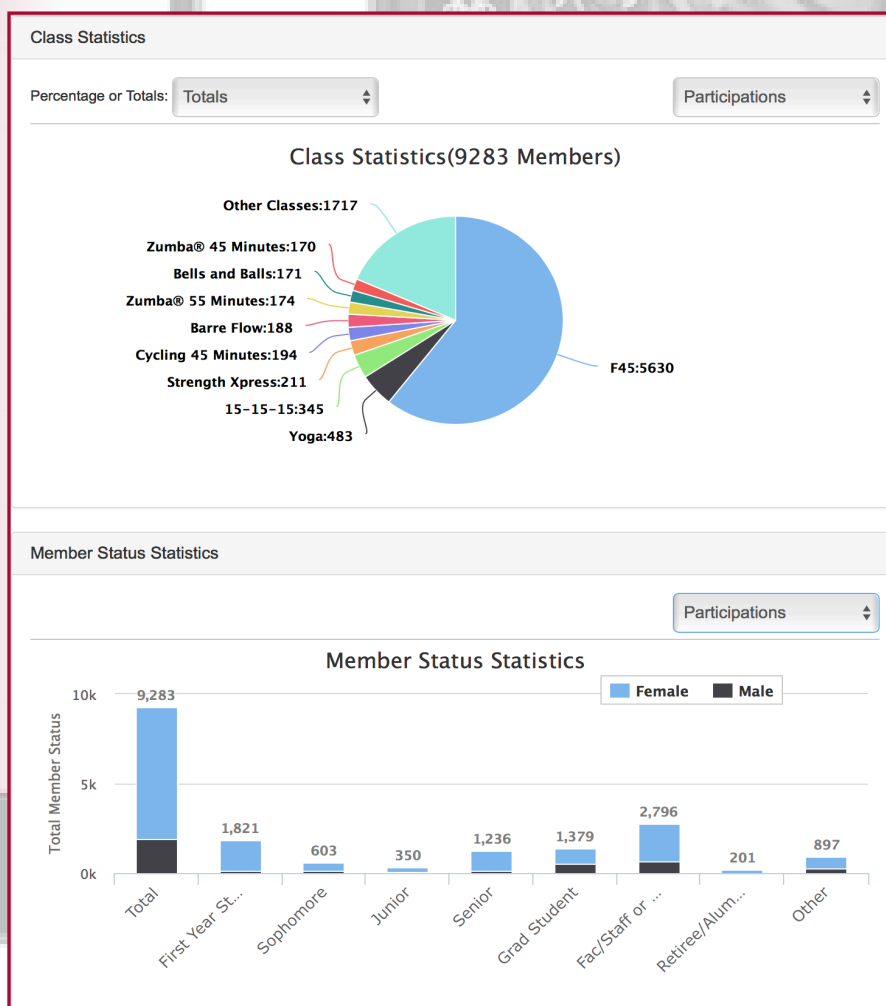 Class Statistics
Percentage or Totals: Totals Participations
Class Statistics(9283 Members)
Other Classes:1717
Zumba® 45 Minutes:170
Bells and Balls:171
Zumba® 55 Minutes:174
Barre Flow:188
Cycling 45 Minutes:194
Strength Xpress:211
15-15-15:345
Yoga:483
F45:5630
Member Status Statistics
Participations
Member Status Statistics
Female Male
Total Member Status
10k
5k
0k
9,283
1,821
603
350
1,236
1,379
2,796
201
897
Total
First Year St...
Sophomore
Junior
Senior
Grad Student
Fac/Staff or ...
Retiree/Alum...
Other